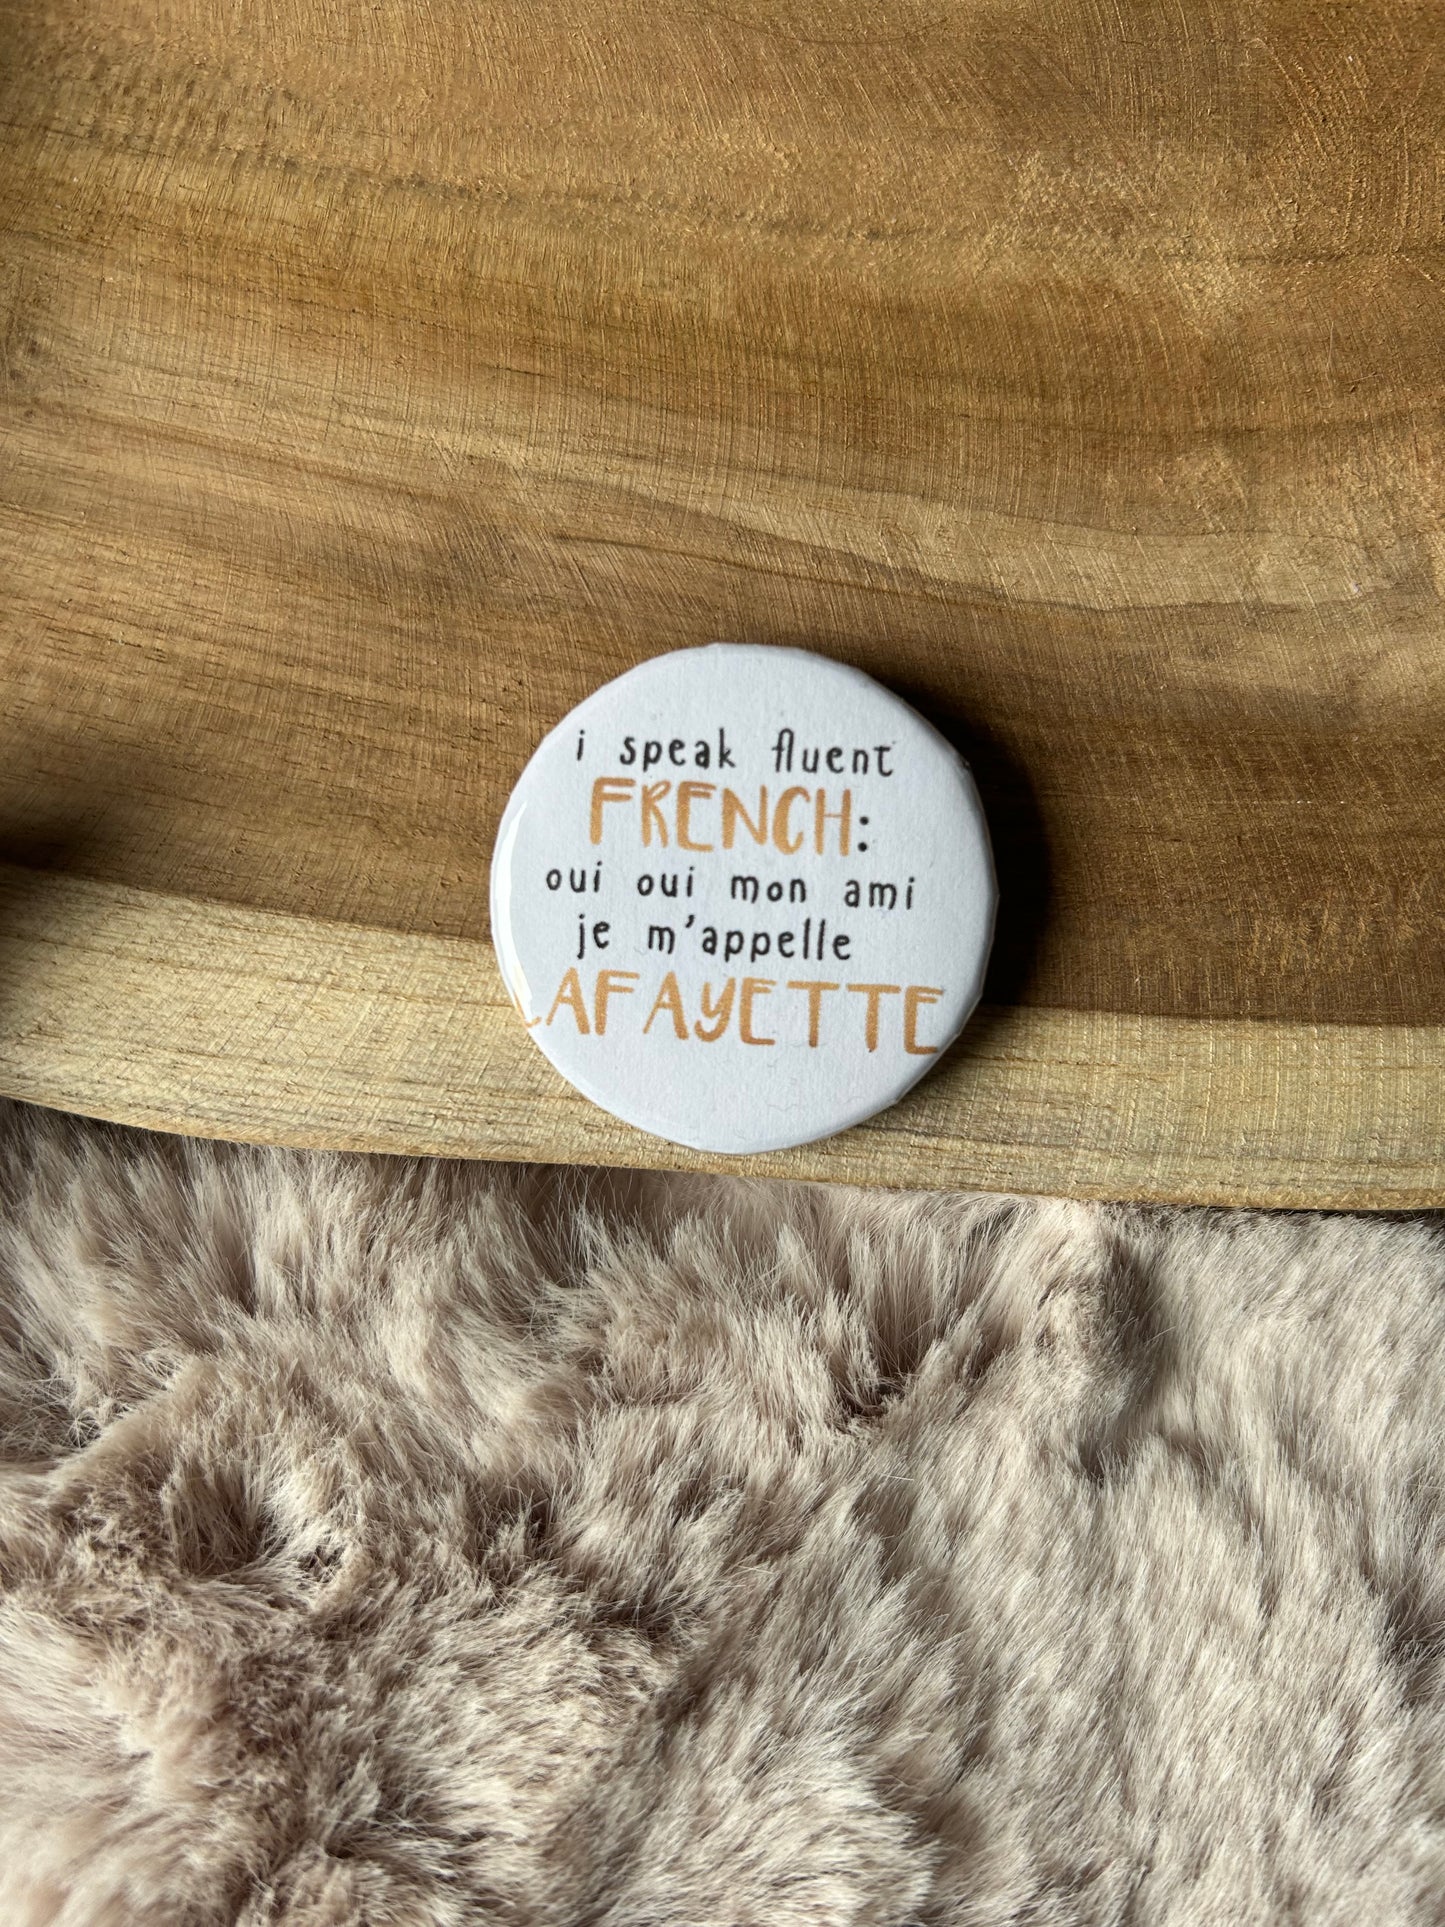 i speak fluent
FRENCH:
oui oui mon ami
je m'appelle
LAFAYETTE